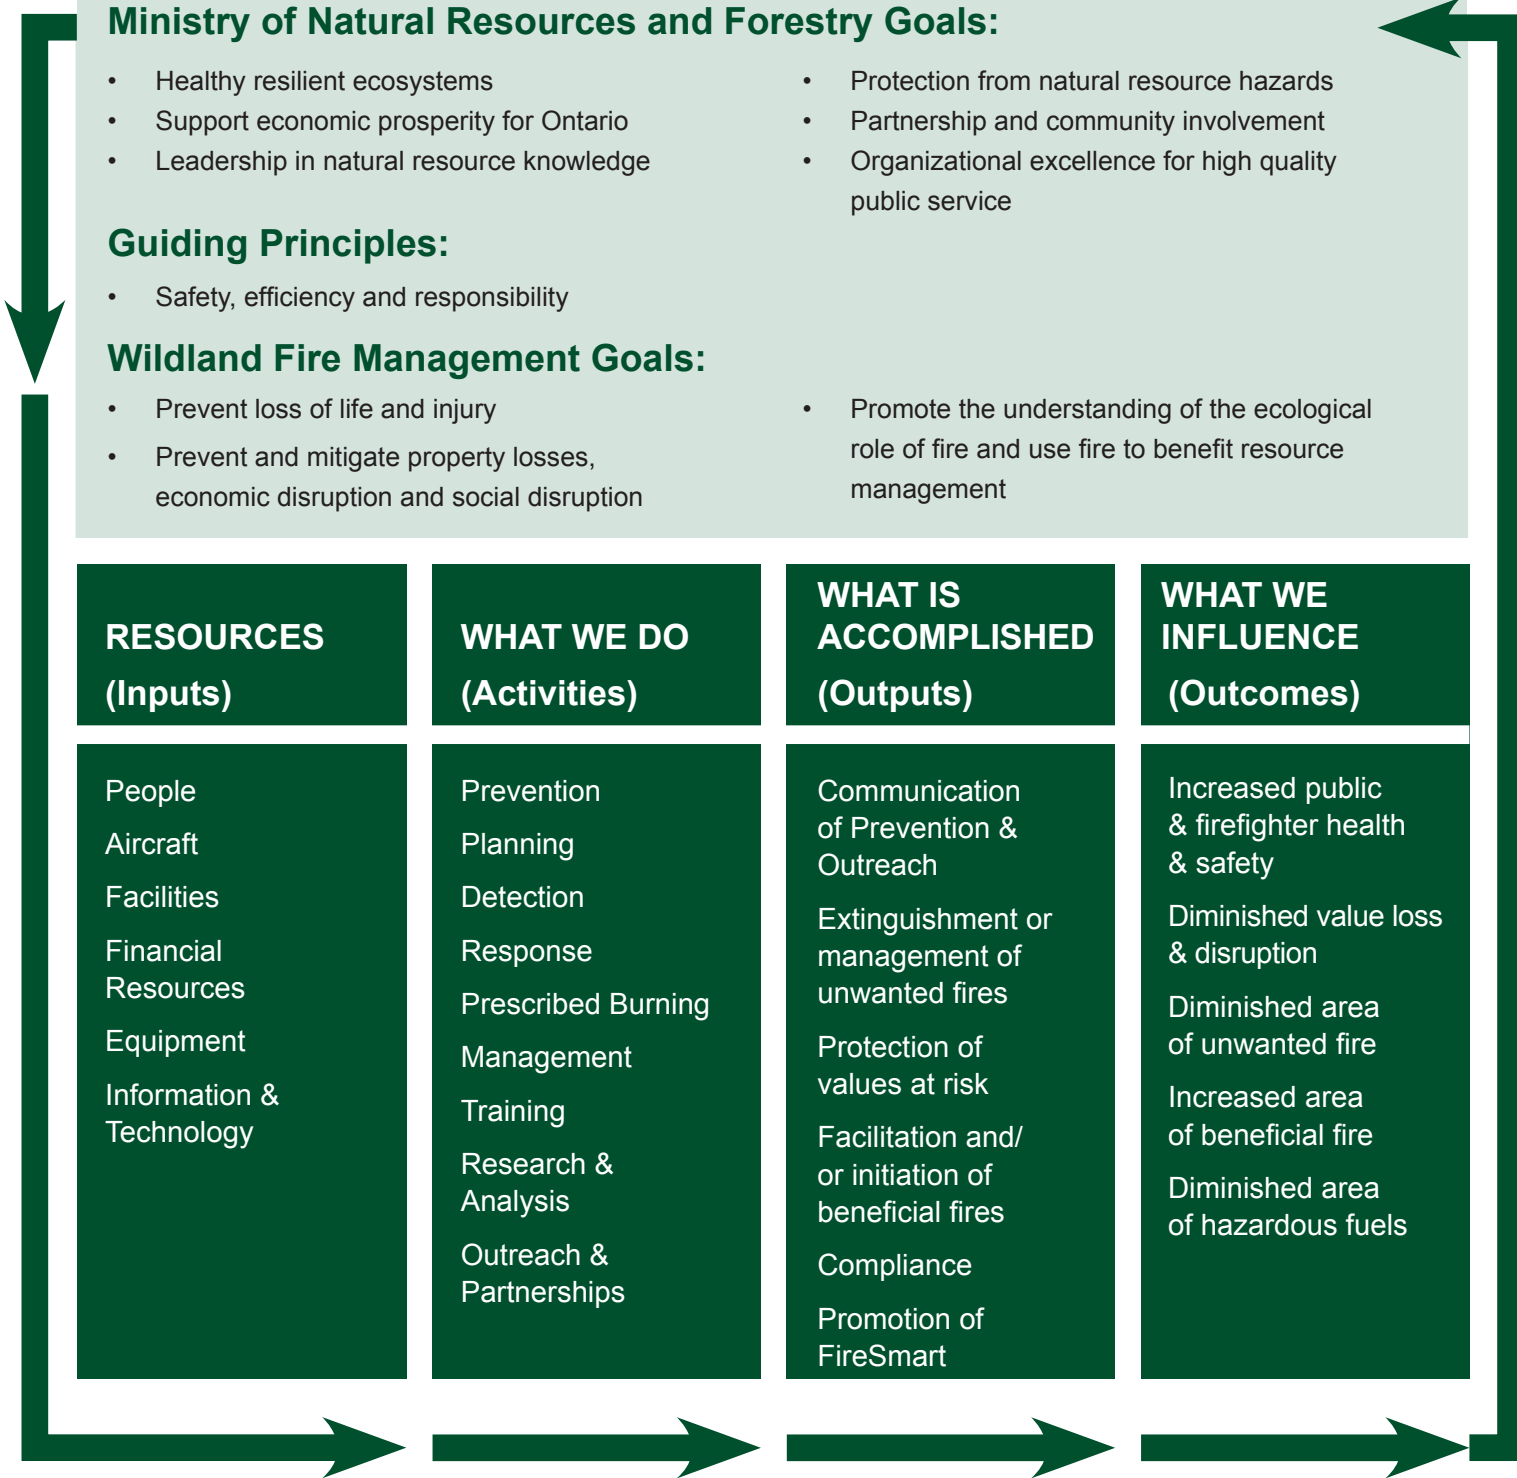 Ministry of Natural Resources and Forestry Goals:
• Healthy resilient ecosystems
• Support economic prosperity for Ontario
• Leadership in natural resource knowledge
• Protection from natural resource hazards
• Partnership and community involvement
• Organizational excellence for high quality
public service
Guiding Principles:
• Safety, efficiency and responsibility
Wildland Fire Management Goals:
• Prevent loss of life and injury
• Prevent and mitigate property losses,
economic disruption and social disruption
• Promote the understanding of the ecological
role of fire and use fire to benefit resource
management
RESOURCES
(Inputs)
People
Aircraft
Facilities
Financial
Resources
Equipment
Information &
Technology
WHAT WE DO
(Activities)
Prevention
Planning
Detection
Response
Prescribed Burning
Management
Training
Research &
Analysis
Outreach &
Partnerships
WHAT IS
ACCOMPLISHED
(Outputs)
Communication
of Prevention &
Outreach
Extinguishment or
management of
unwanted fires
Protection of
values at risk
Facilitation and/
or initiation of
beneficial fires
Compliance
Promotion of
FireSmart
WHAT WE
INFLUENCE
(Outcomes)
Increased public
& firefighter health
& safety
Diminished value loss
& disruption
Diminished area
of unwanted fire
Increased area
of beneficial fire
Diminished area
of hazardous fuels